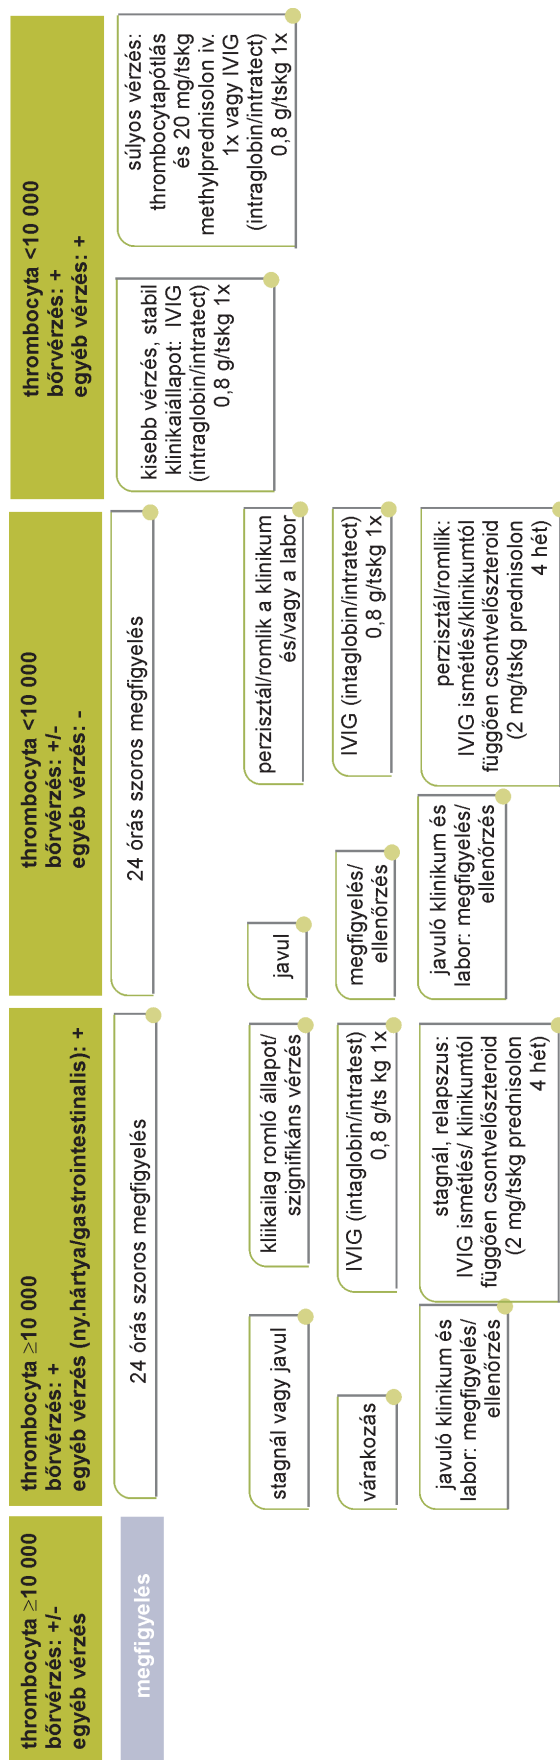 thrombocyta ≥10 000
bőrvérzés: +/-
egyéb vérzés
megfigyelés
thrombocyta ≥10 000
bőrvérzés: +
egyéb vérzés (ny.hártya/gastrointestinalis): +
24 órás szoros megfigyelés
stagnál vagy javul
várakozás
kliikailag romló állapot/
szignifikáns vérzés
IVIG (intaglobin/intratest)
0,8 g/ts kg 1x
javuló klinikum és
labor: megfigyelés/
ellenőrzés
stagnál, relapszus:
IVIG ismétlés/ klinikumtól
függően csontvelőszteroid
(2 mg/tskg prednisolon
4 hét)
thrombocyta <10 000
bőrvérzés: +/-
egyéb vérzés: -
24 órás szoros megfigyelés
javul
megfigyelés/
ellenőrzés
perzisztál/romlik a klinikum
és/vagy a labor
IVIG (intaglobin/intratect)
0,8 g/tskg 1x
javuló klinikum és
labor: megfigyelés/
ellenőrzés
perzisztál/romllik:
IVIG ismétlés/klinikumtól
függően csontvelőszteroid
(2 mg/tskg prednisolon
4 hét)
thrombocyta <10 000
bőrvérzés: +
egyéb vérzés: +
kisebb vérzés, stabil
klinikaiállapot: IVIG
(intraglobin/intratect)
0,8 g/tskg 1x
súlyos vérzés:
thrombocytapótlás
és 20 mg/tskg
methylprednisolon iv.
1x vagy IVIG
(intraglobin/intratect)
0,8 g/tskg 1x